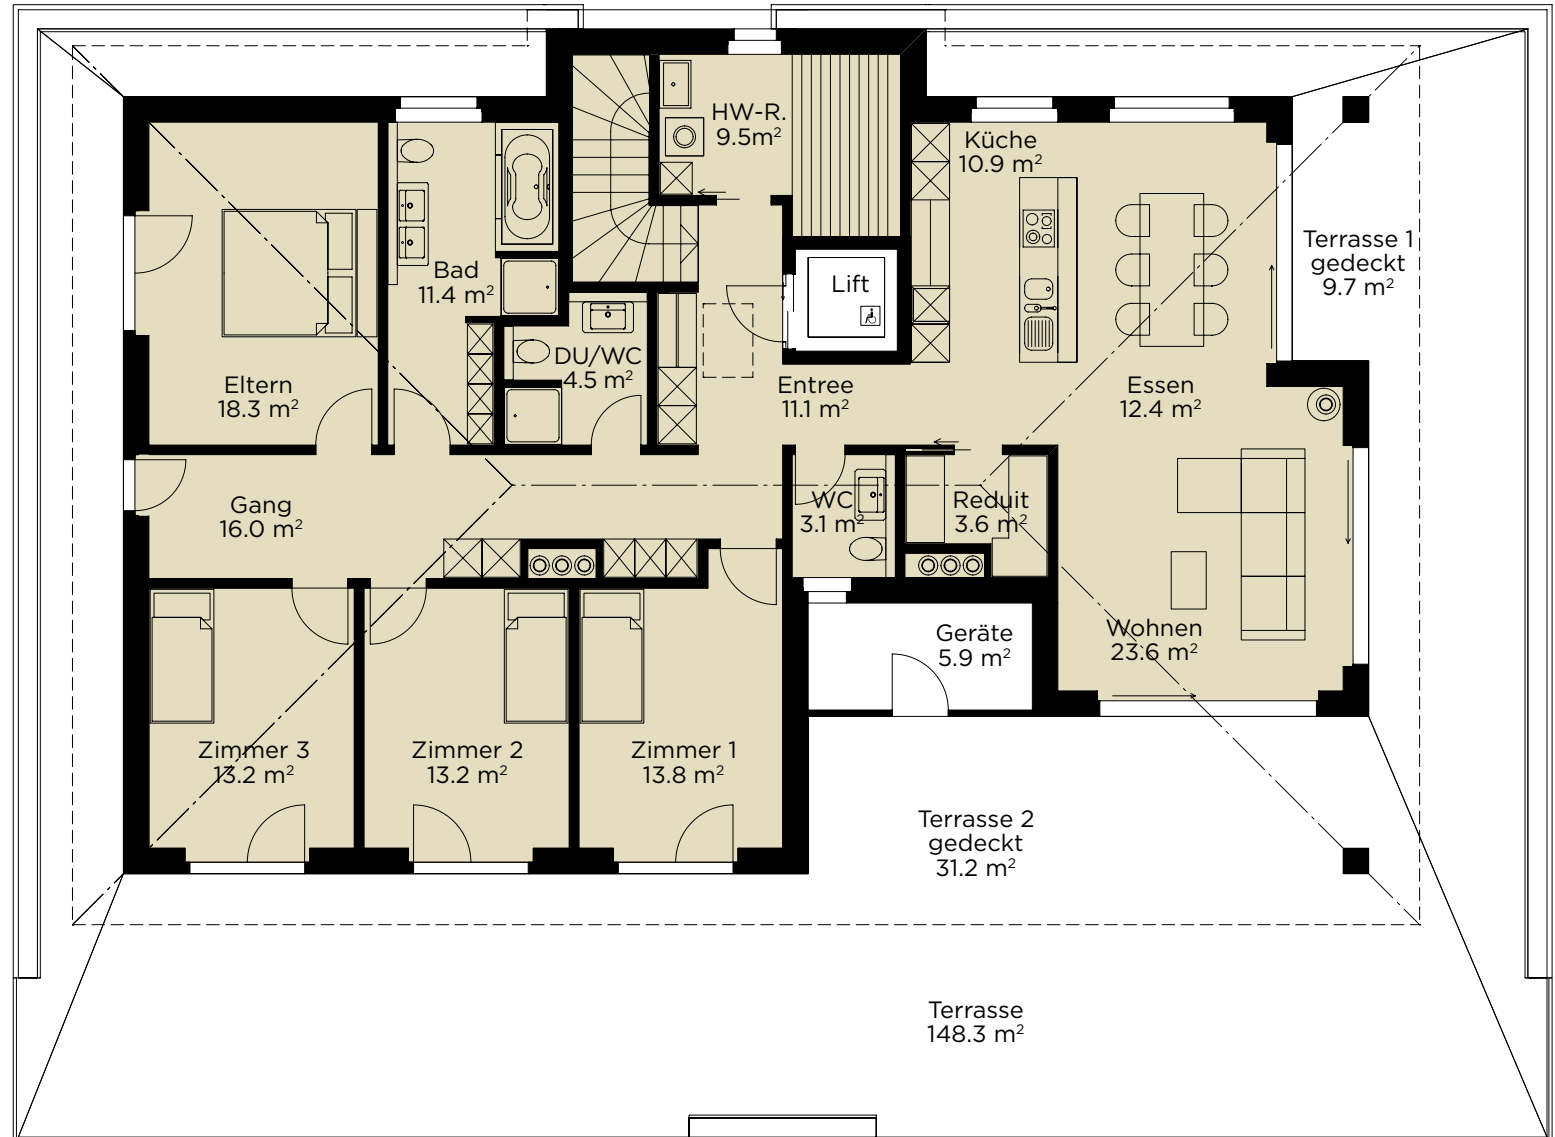 HW-R.
9.5m²
Küche
10.9 m²
Terrasse 1
gedeckt
9.7 m²
Bad
11.4 m²
Lift
DU/WC
4.5 m²
Eltern
18.3 m²
Entree
11.1 m²
Essen
12.4 m²
Gang
16.0 m²
WC
3.1 m²
Reduit
3.6 m²
Geräte
5.9 m²
Wohnen
23.6 m²
Zimmer 3
13.2 m²
Zimmer 2
13.2 m²
Zimmer 1
13.8 m²
Terrasse 2
gedeckt
31.2 m²
Terrasse
148.3 m²